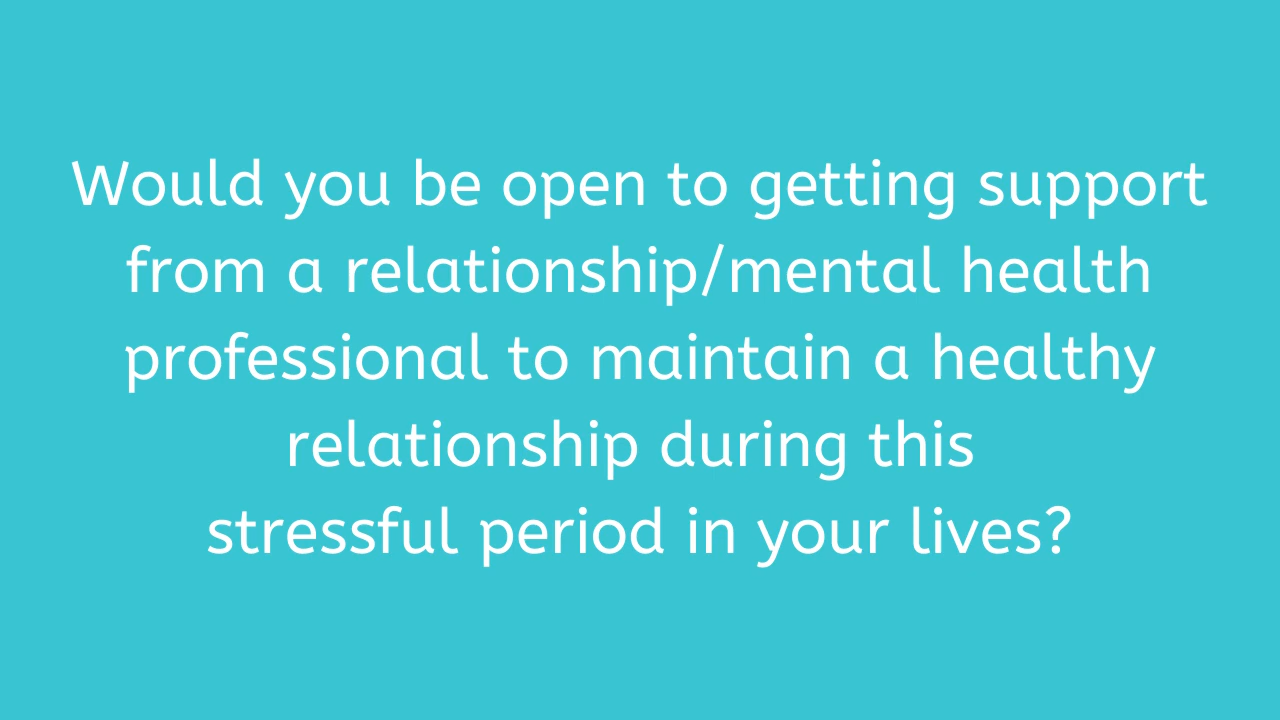 Would you be open to getting support
from a relationship/mental health
professional to maintain a healthy
relationship during this
stressful period in your lives?